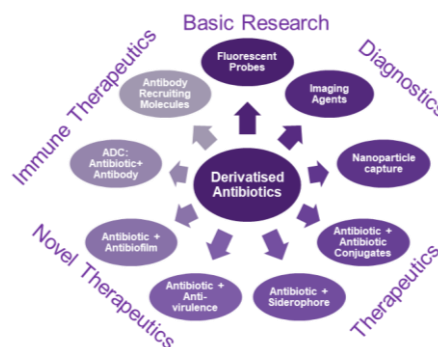 Basic Research
Diagnostics
Therapeutics
Novel Therapeutics
Immune Therapeutics
Fluorescent
Probes
Imaging
Agents
Nanoparticle
capture
Antibiotic +
Antibiotic
Conjugates
Antibiotic +
Siderophore
Antibiotic +
Anti-
virulence
Antibiotic +
Antibiofilm
ADC:
Antibiotic+
Antibody
Antibody
Recruiting
Molecules
Derivatised
Antibiotics